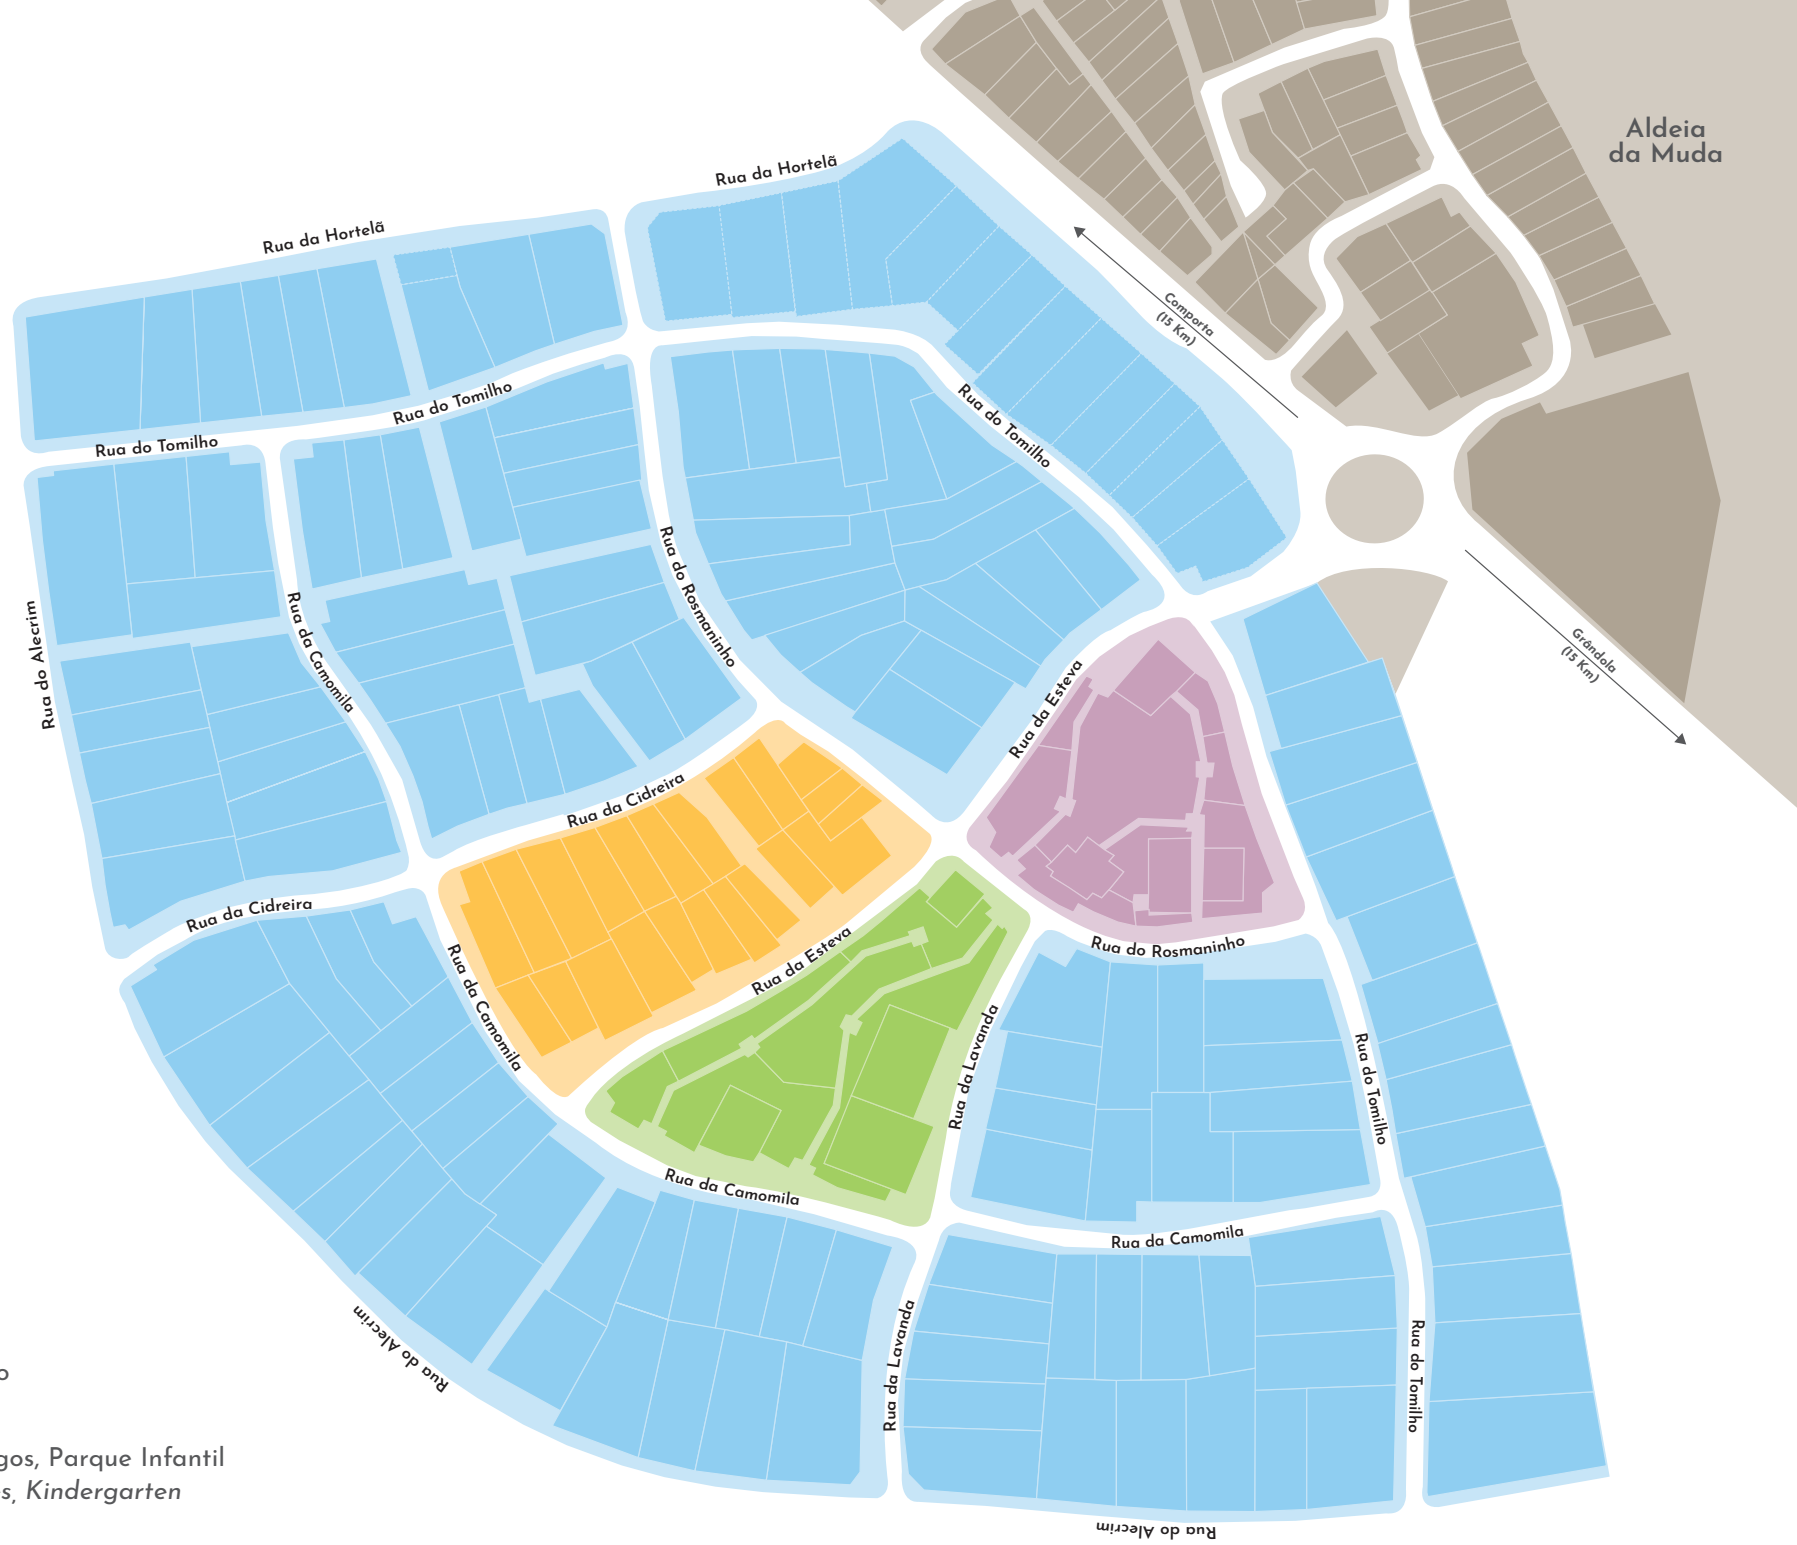 Aldeia
da Muda
Rua da Hortelã
Rua da Hortelã
Comporta
(15 Km)
Rua do Tomilho
Rua do Tomilho
Rua do Tomilho
Rua do Rosmaninho
Rua do Alecrim
Rua da Camomila
Rua da Esteva
Grândola
(15 Km)
Rua da Cidreira
Rua da Cidreira
Rua da Esteva
Rua do Rosmaninho
Rua da Camomila
Rua da Lavanda
Rua do Tomilho
Rua da Camomila
Rua da Camomila
Rua do Alecrim
Rua da Lavanda
Rua do Tomilho
o
gos, Parque Infantil
s, Kindergarten
Rua do Alecrim